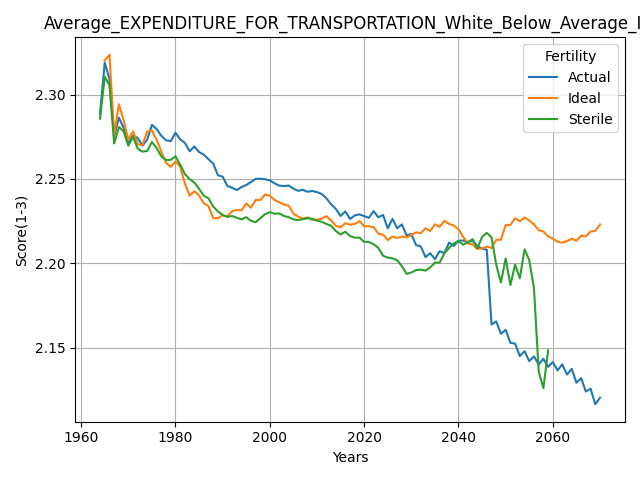 Average_EXPENDITURE_FOR_TRANSPORTATION_White_Below_Average_I
Fertility
Actual
Ideal
Sterile
Score(1-3)
2.30
2.25
2.20
2.15
1960 1980 2000 2020 2040 2060
Years